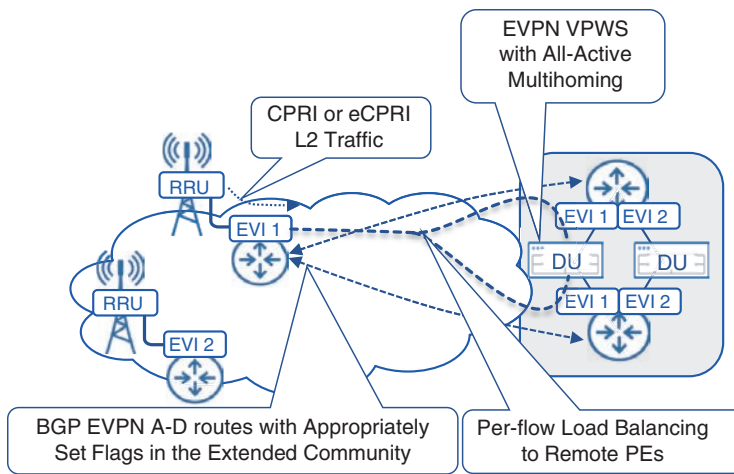 EVPN VPWS
with All-Active
Multihoming
CPRI or eCPRI
L2 Traffic
RRU
EVI 1
EVI 1
EVI 2
DU
DU
RRU
EVI 1
EVI 2
EVI 2
BGP EVPN A-D routes with Appropriately
Set Flags in the Extended Community
Per-flow Load Balancing
to Remote PEs